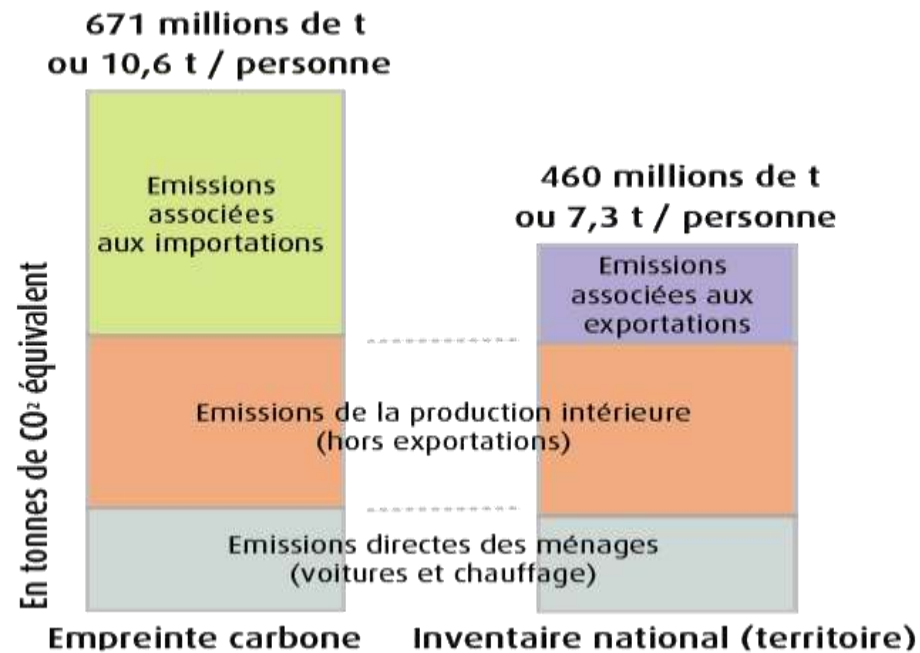 671 millions de t
ou 10,6 t / personne
Emissions
associées
aux importations
460 millions de t
ou 7,3 t / personne
Emissions
associées aux
exportations
Emissions de la production intérieure
(hors exportations)
Emissions directes des ménages
(voitures et chauffage)
En tonnes de CO² équivalent
Empreinte carbone
Inventaire national (territoire)